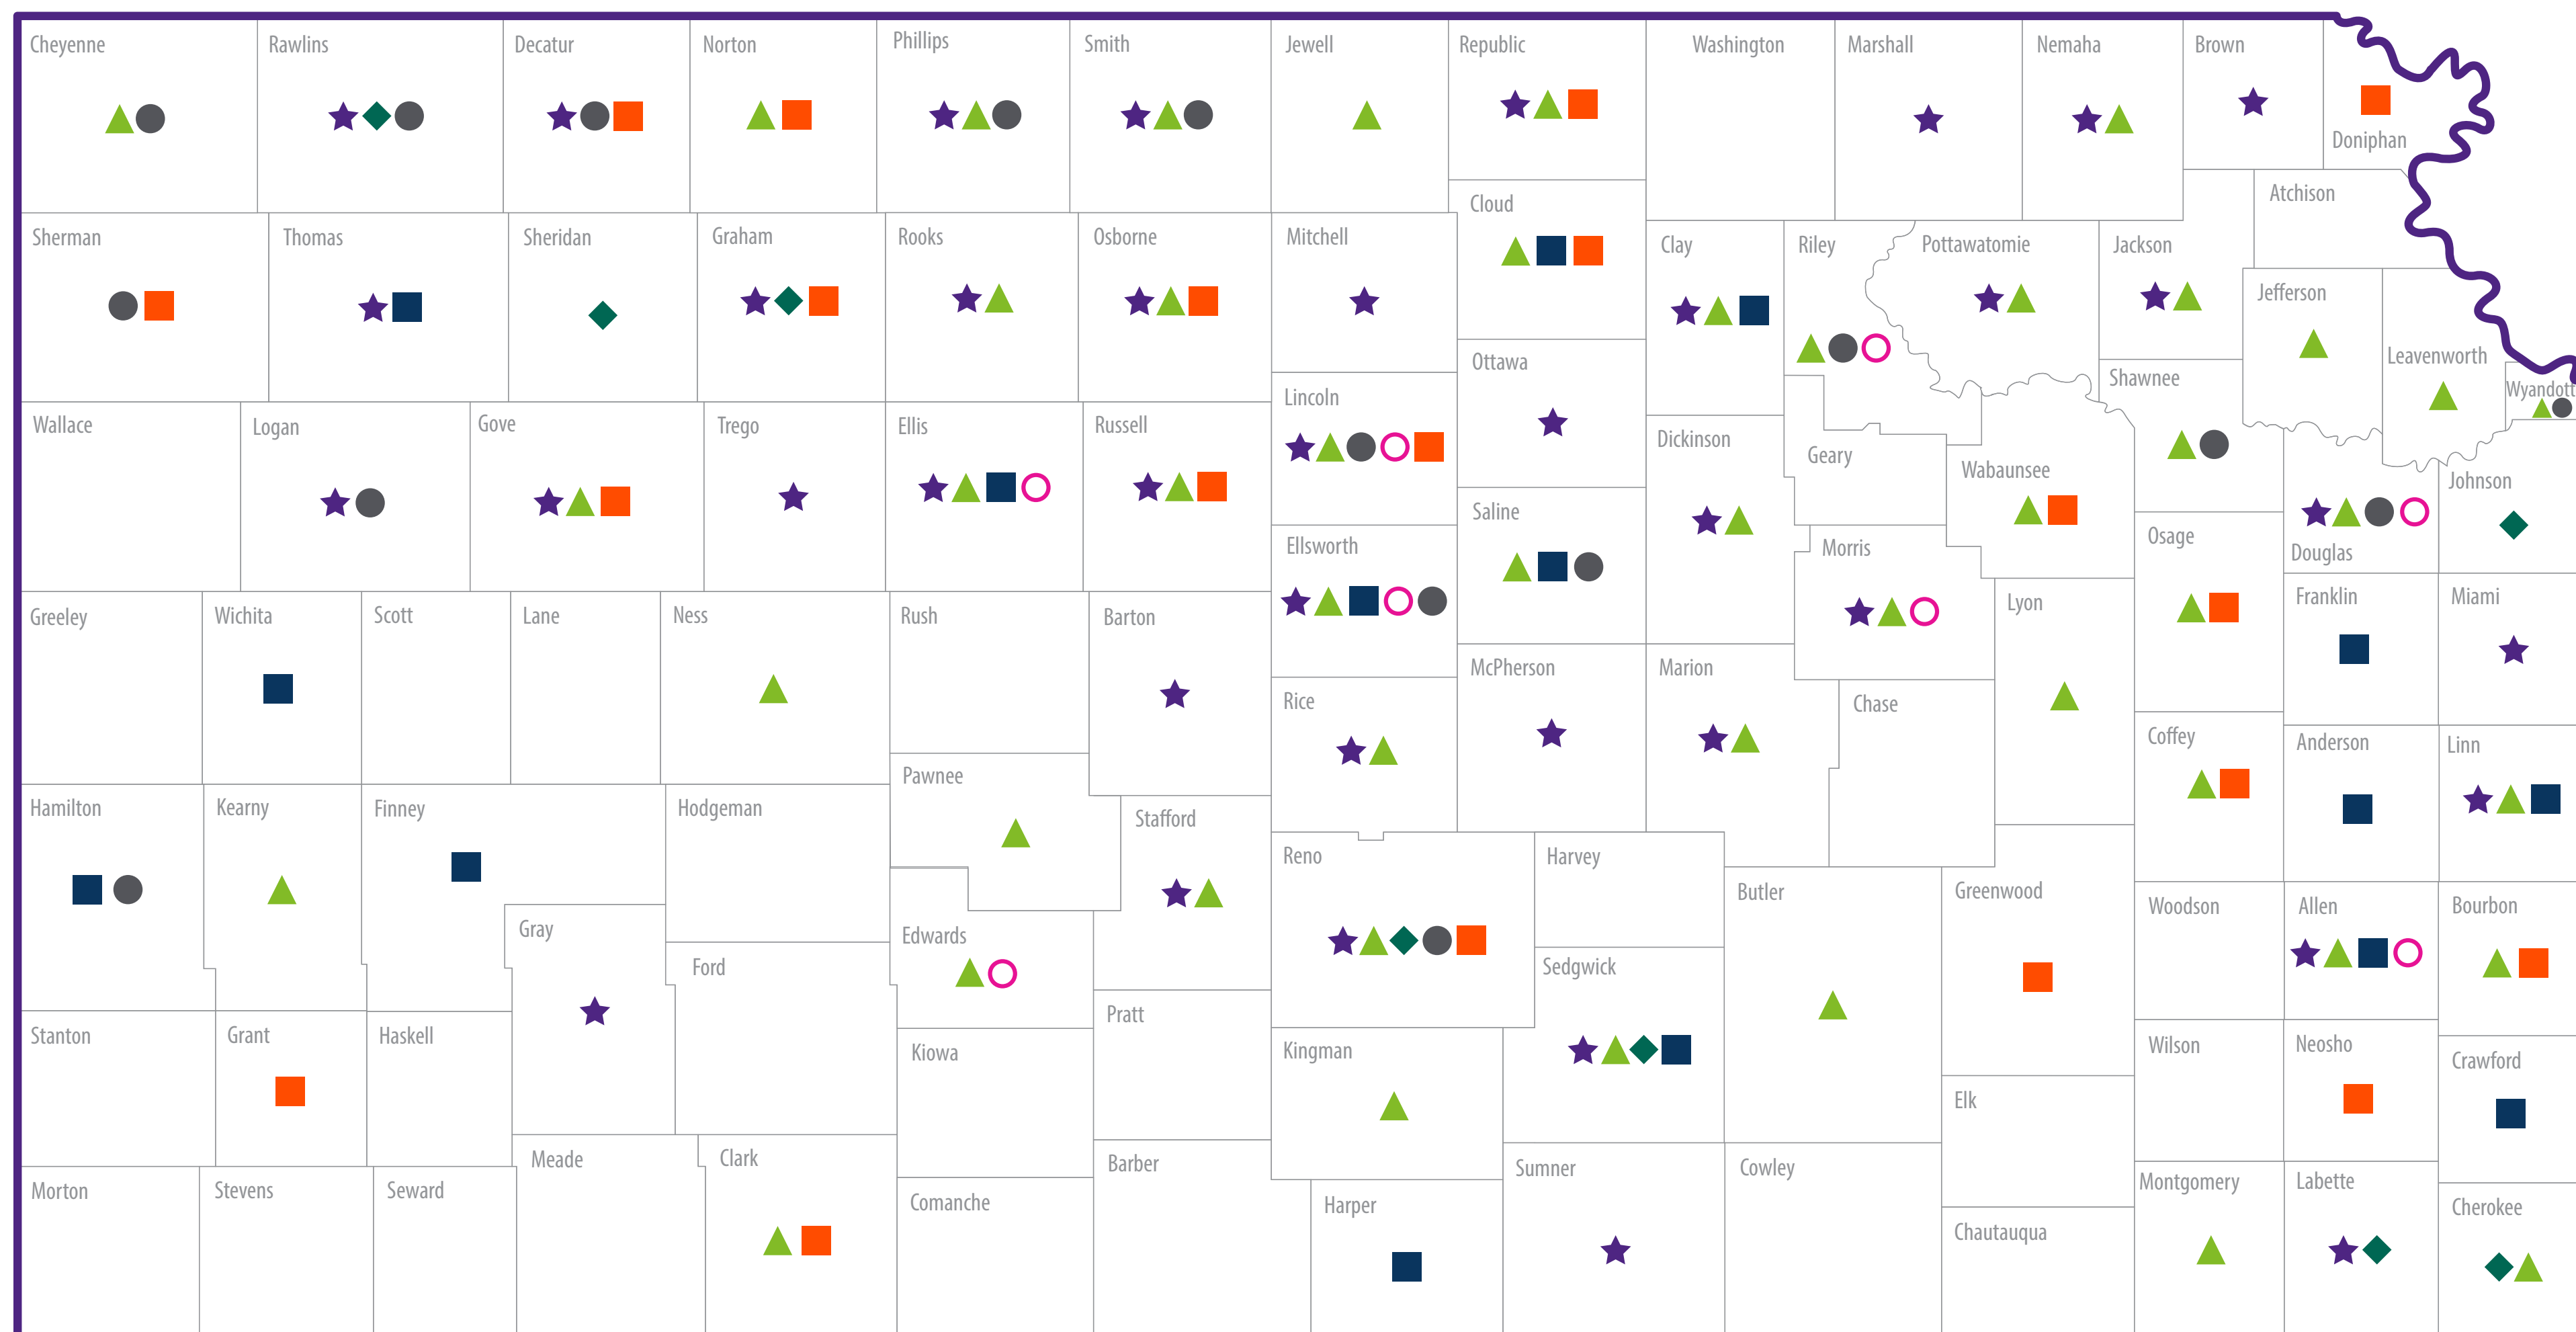 Cheyenne
Rawlins
Decatur
Norton
Phillips
Smith
Jewell
Republic
Washington
Marshall
Nemaha
Brown
Doniphan
Atchison
Cloud
Sherman
Thomas
Sheridan
Graham
Rooks
Osborne
Mitchell
Clay
Riley
Pottawatomie
Jackson
Jefferson
Leavenworth
Wyandott
Ottawa
Shawnee
Lincoln
Wallace
Logan
Gove
Trego
Ellis
Russell
Dickinson
Geary
Wabaunsee
Johnson
Saline
Ellsworth
Morris
Osage
Douglas
Greeley
Wichita
Scott
Lane
Ness
Rush
Barton
Lyon
Franklin
Miami
McPherson
Marion
Rice
Chase
Coffey
Anderson
Linn
Pawnee
Hamilton
Kearny
Finney
Hodgeman
Stafford
Reno
Harvey
Butler
Greenwood
Woodson
Allen
Bourbon
Gray
Edwards
Ford
Sedgwick
Pratt
Stanton
Grant
Haskell
Kiowa
Kingman
Wilson
Neosho
Crawford
Elk
Meade
Clark
Barber
Sumner
Cowley
Montgomery
Labette
Morton
Stevens
Seward
Comanche
Harper
Cherokee
Chautauqua